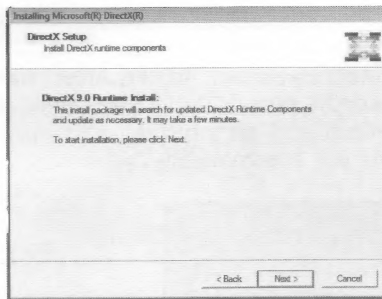 Installing Microsoft(R) DirectX(R)
DirectX Setup
Install DirectX runtime components
DirectX 9.0 Runtime Install:
This install package will search for updated DirectX Runtime Components
and update as necessary. It may take a few minutes.
To start installation, please click Next.
< Back
Next >
Cancel